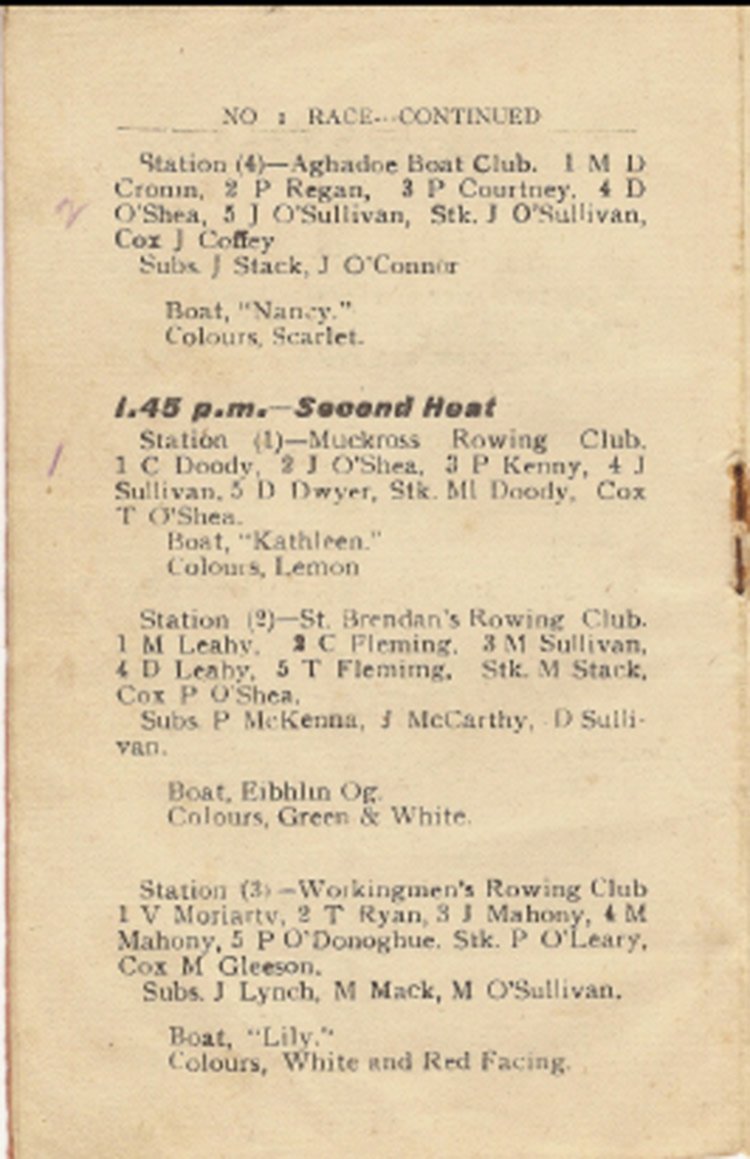 NO 1 RACE---CONTINUED
Station (4)—Aghadoe Boat Club. 1 M D
Cronin, 2 P Regan, 3 P Courtney, 4 D
2
O'Shea, 5 J O'Sullivan, Stk. J O'Sullivan,
Cox J Coffey
Subs. J Stack, J O'Connor
Boat, "Nancy."
Colours, Scarlet.
1.45 p.m.—Second Heat
Station (1)—Muckross Rowing Club.
1
1 C Doody, 2 J O'Shea, 3 P Kenny, 4 J
Sullivan, 5 D Dwyer, Stk. Ml Doody, Cox
T O'Shea.
Boat, "Kathleen."
Colours, Lemon
Station (2)—St. Brendan's Rowing Club.
1 M Leahy, 2 C Fleming, 3 M Sullivan,
4 D Leahy, 5 T Flemimg, Stk. M Stack,
Cox P O'Shea.
Subs. P McKenna, J McCarthy, D Sulli-
van.
Boat, Eibhlin Og.
Colours, Green & White.
Station (3)—Workingmen's Rowing Club
1 V Moriarty, 2 T Ryan, 3 J Mahony, 4 M
Mahony, 5 P O'Donoghue. Stk. P O'Leary,
Cox M Gleeson.
Subs. J Lynch, M Mack, M O'Sullivan.
Boat, "Lily."
Colours, White and Red Facing.